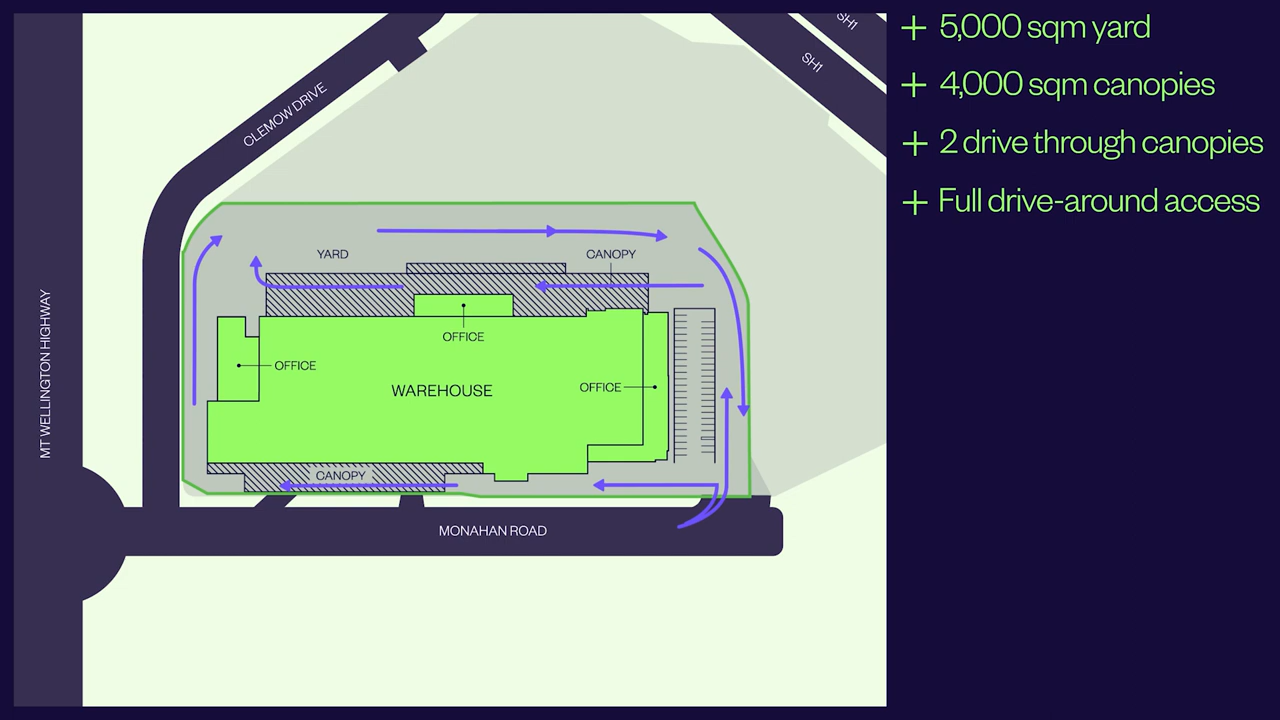 SH1
SH1
OLEMOW DRIVE
YARD
CANOPY
OFFICE
OFFICE
WAREHOUSE
OFFICE
CANOPY
MONAHAN ROAD
MT WELLINGTON HIGHWAY
+ 5,000 sqm yard
+ 4,000 sqm canopies
+ 2 drive through canopies
+ Full drive-around access